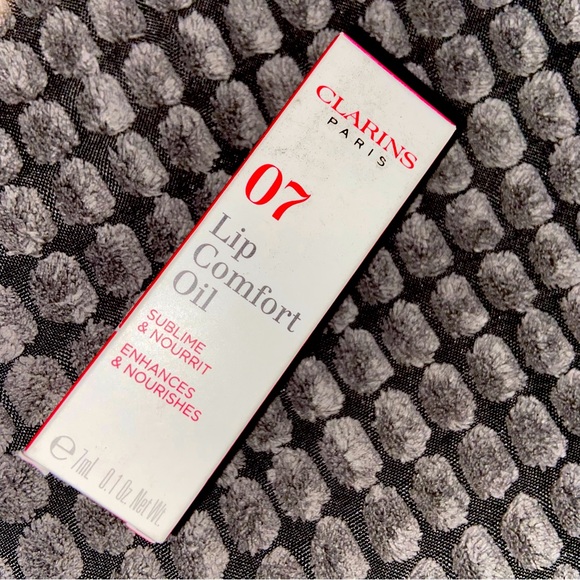 CLARINS
PARIS
07
Lip
Comfort
Oil
SUBLIME
& NOURRIT
ENHANCES
& NOURISHES
℮ 7ml 0.1 Oz. Net Wt.